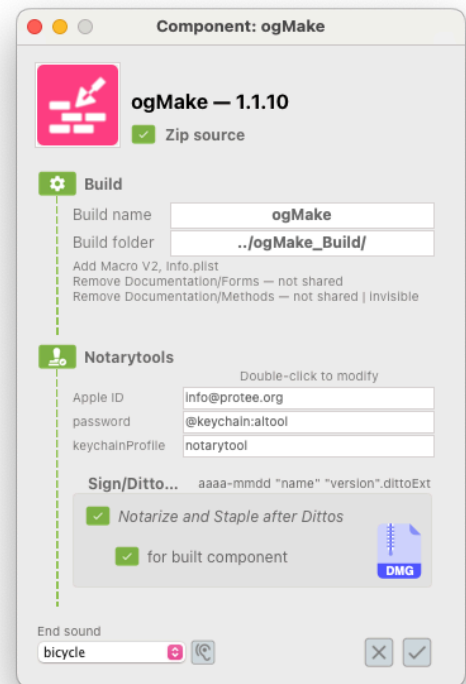 Component: ogMake
ogMake — 1.1.10
Zip source
Build
Build name ogMake
Build folder ../ogMake_Build/
Add Macro V2, Info.plist
Remove Documentation/Forms — not shared
Remove Documentation/Methods — not shared | Invisible
Notarytools
Double-click to modify
Apple ID info@protee.org
password @keychain:altool
keychainProfile notarytool
Sign/Ditto... aaaa-mmdd "name" "version".dittoExt
Notarize and Staple after Dittos
for built component
DMG
End sound
bicycle